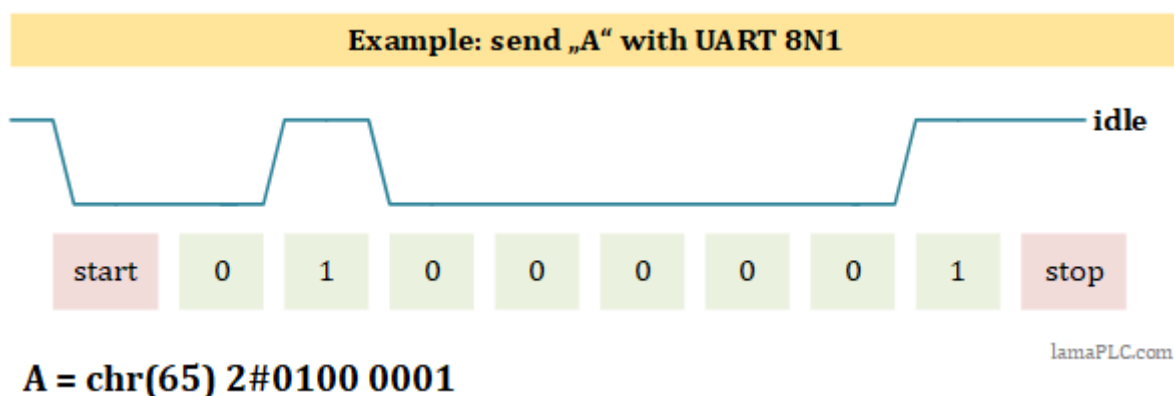 Example: send „A“ with UART 8N1
idle
start 0 1 0 0 0 0 0 1 stop
lamaPLC.com
A = chr(65) 2#0100 0001